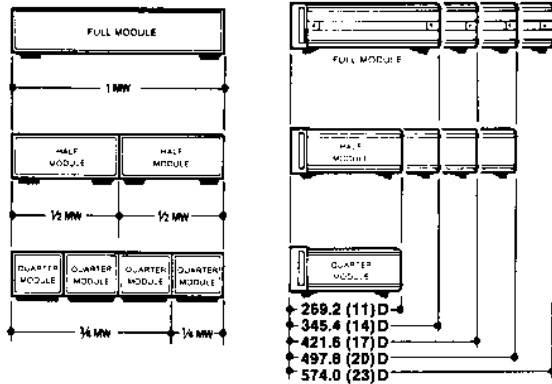 FULL MODULE
1 MW
HALF MODULE
HALF MODULE
½ MW
½ MW
QUARTER MODULE
QUARTER MODULE
QUARTER MODULE
QUARTER MODULE
¾ MW
¼ MW
FULL MODULE
HALF MODULE
QUARTER MODULE
269.2 (11) D
345.4 (14) D
421.6 (17) D
497.8 (20) D
574.0 (23) D